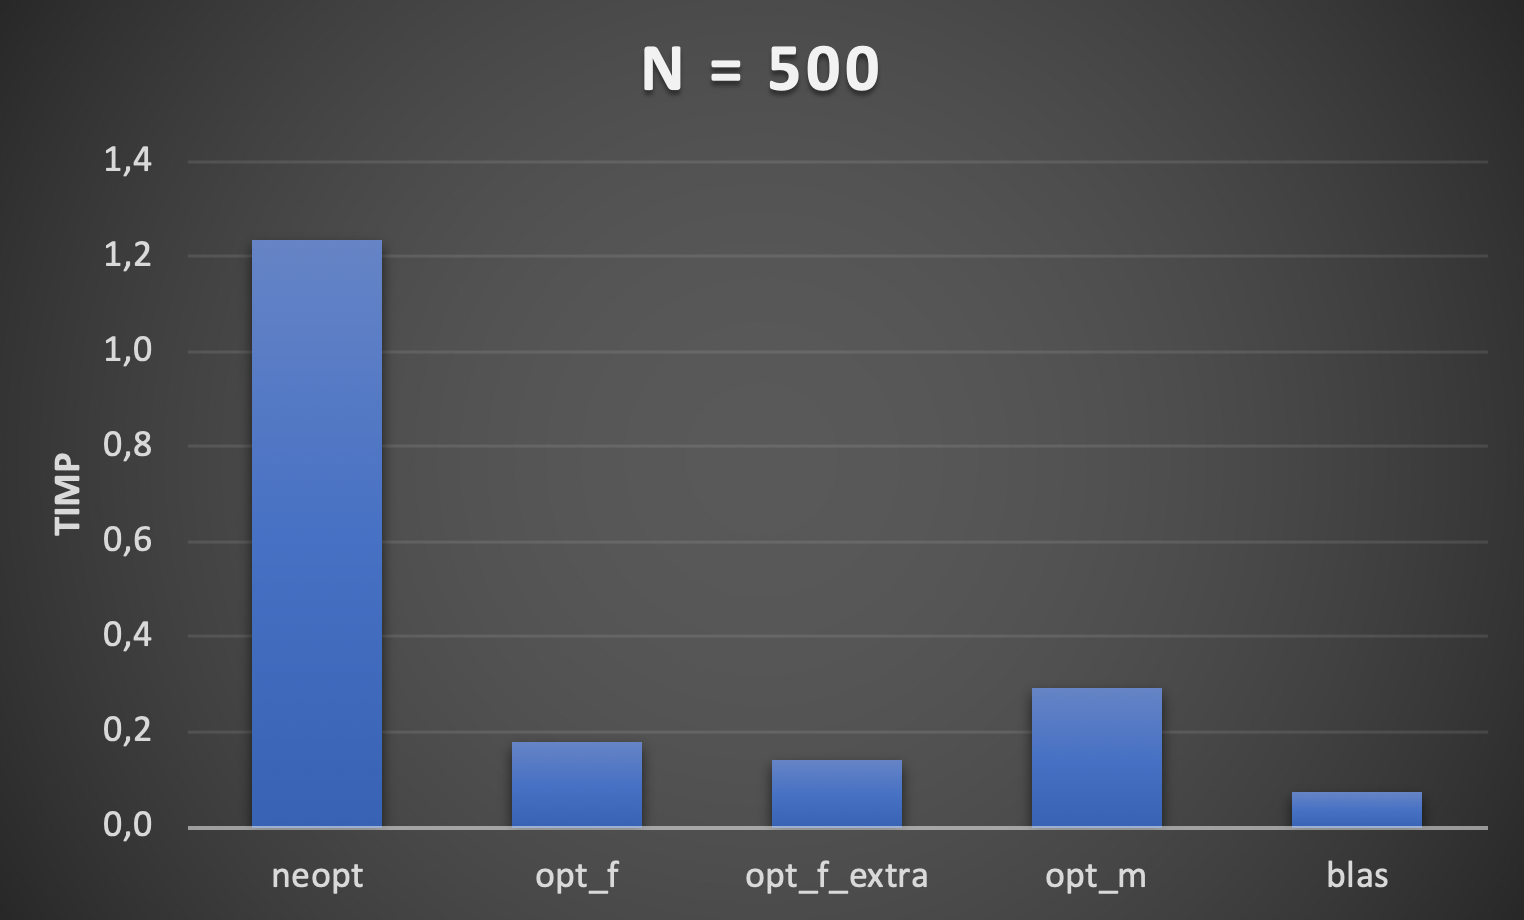 N = 500
1,4
1,2
1,0
0,8
0,6
0,4
0,2
0,0
TIMP
neopt opt_f opt_f_extra opt_m blas